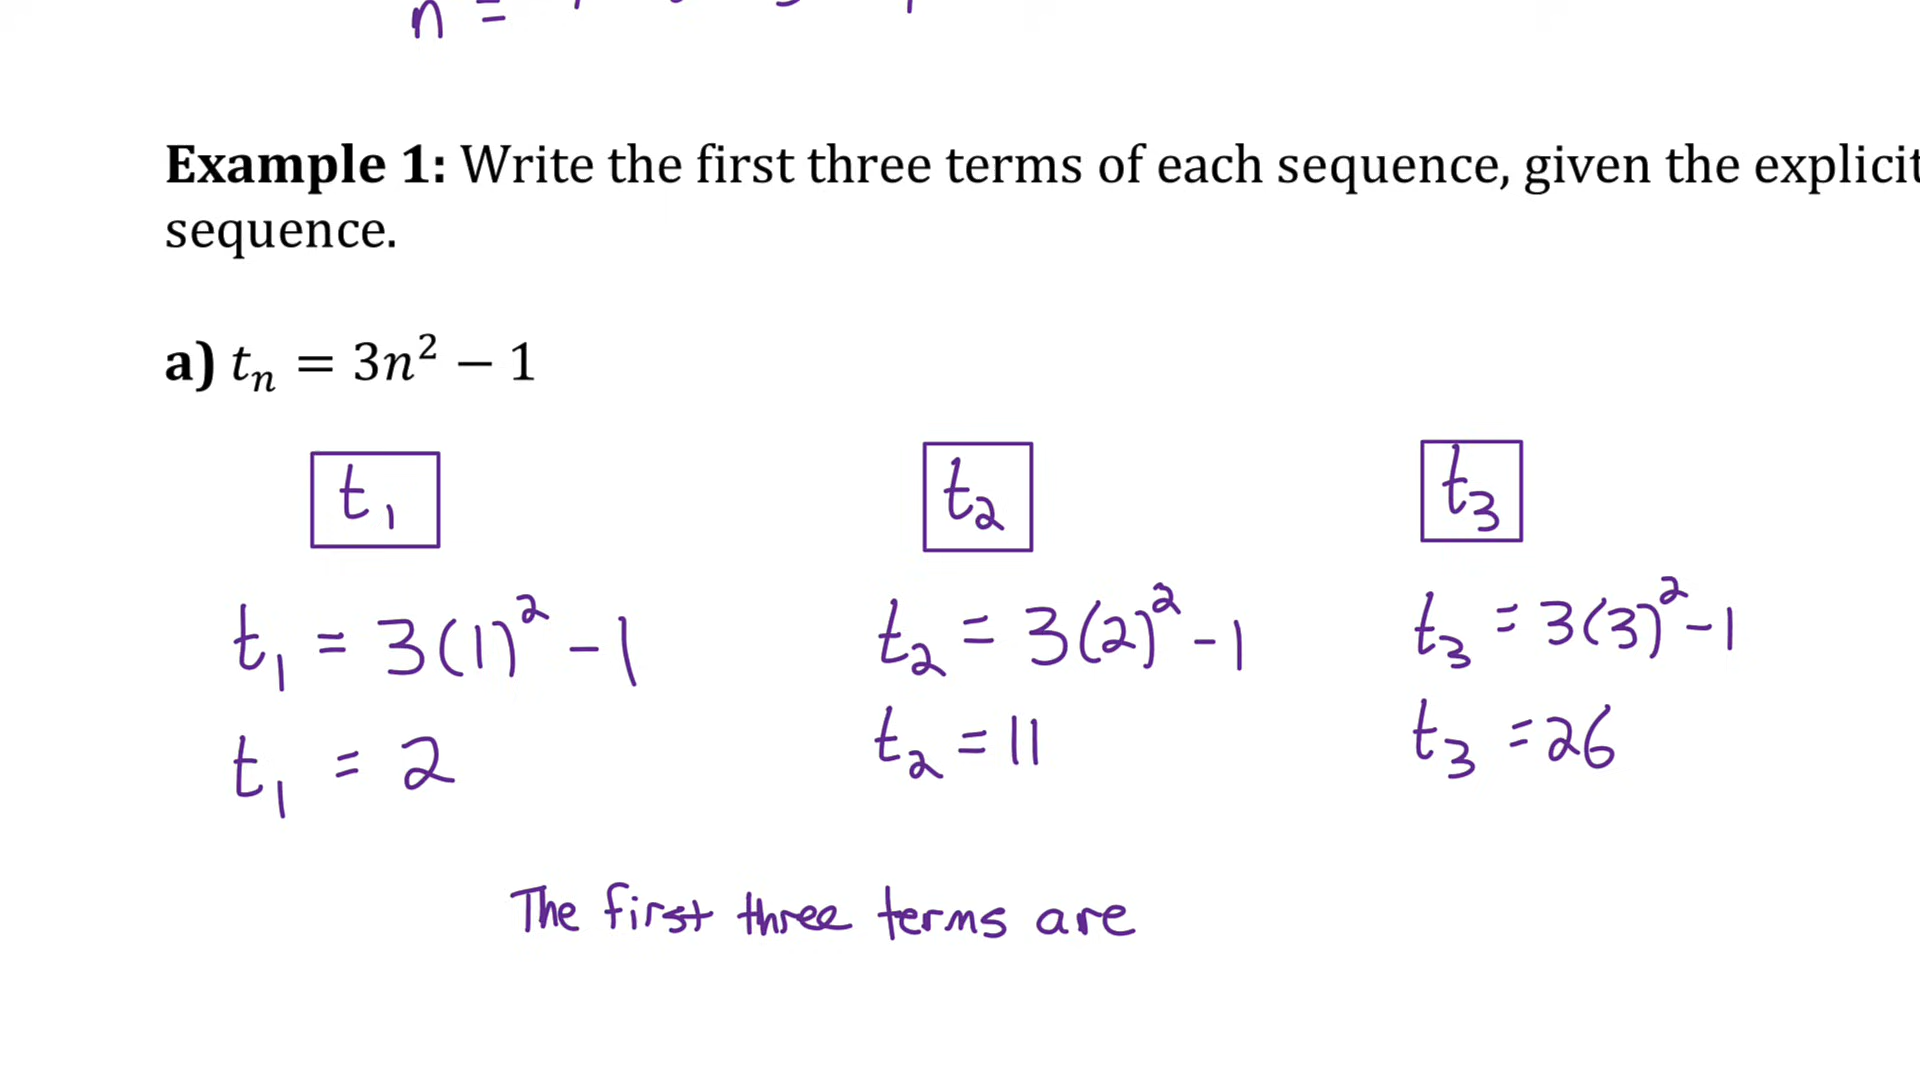 n =
Example 1: Write the first three terms of each sequence, given the explicit
sequence.
a) tₙ = 3n² − 1
t₁ t₂ t₃
t₁ = 3(1)² - 1 t₂ = 3(2)² - 1 t₃ = 3(3)² - 1
t₁ = 2 t₂ = 11 t₃ = 26
The first three terms are